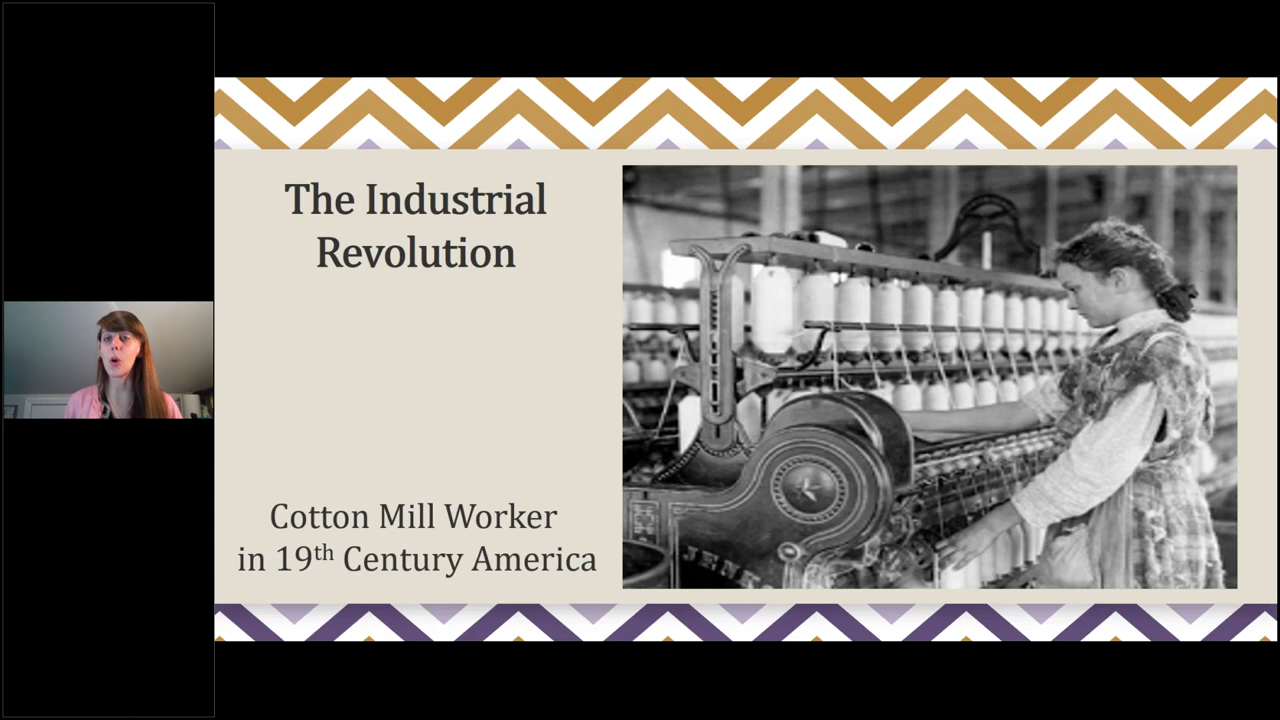 The Industrial
Revolution
Cotton Mill Worker
in 19th Century America